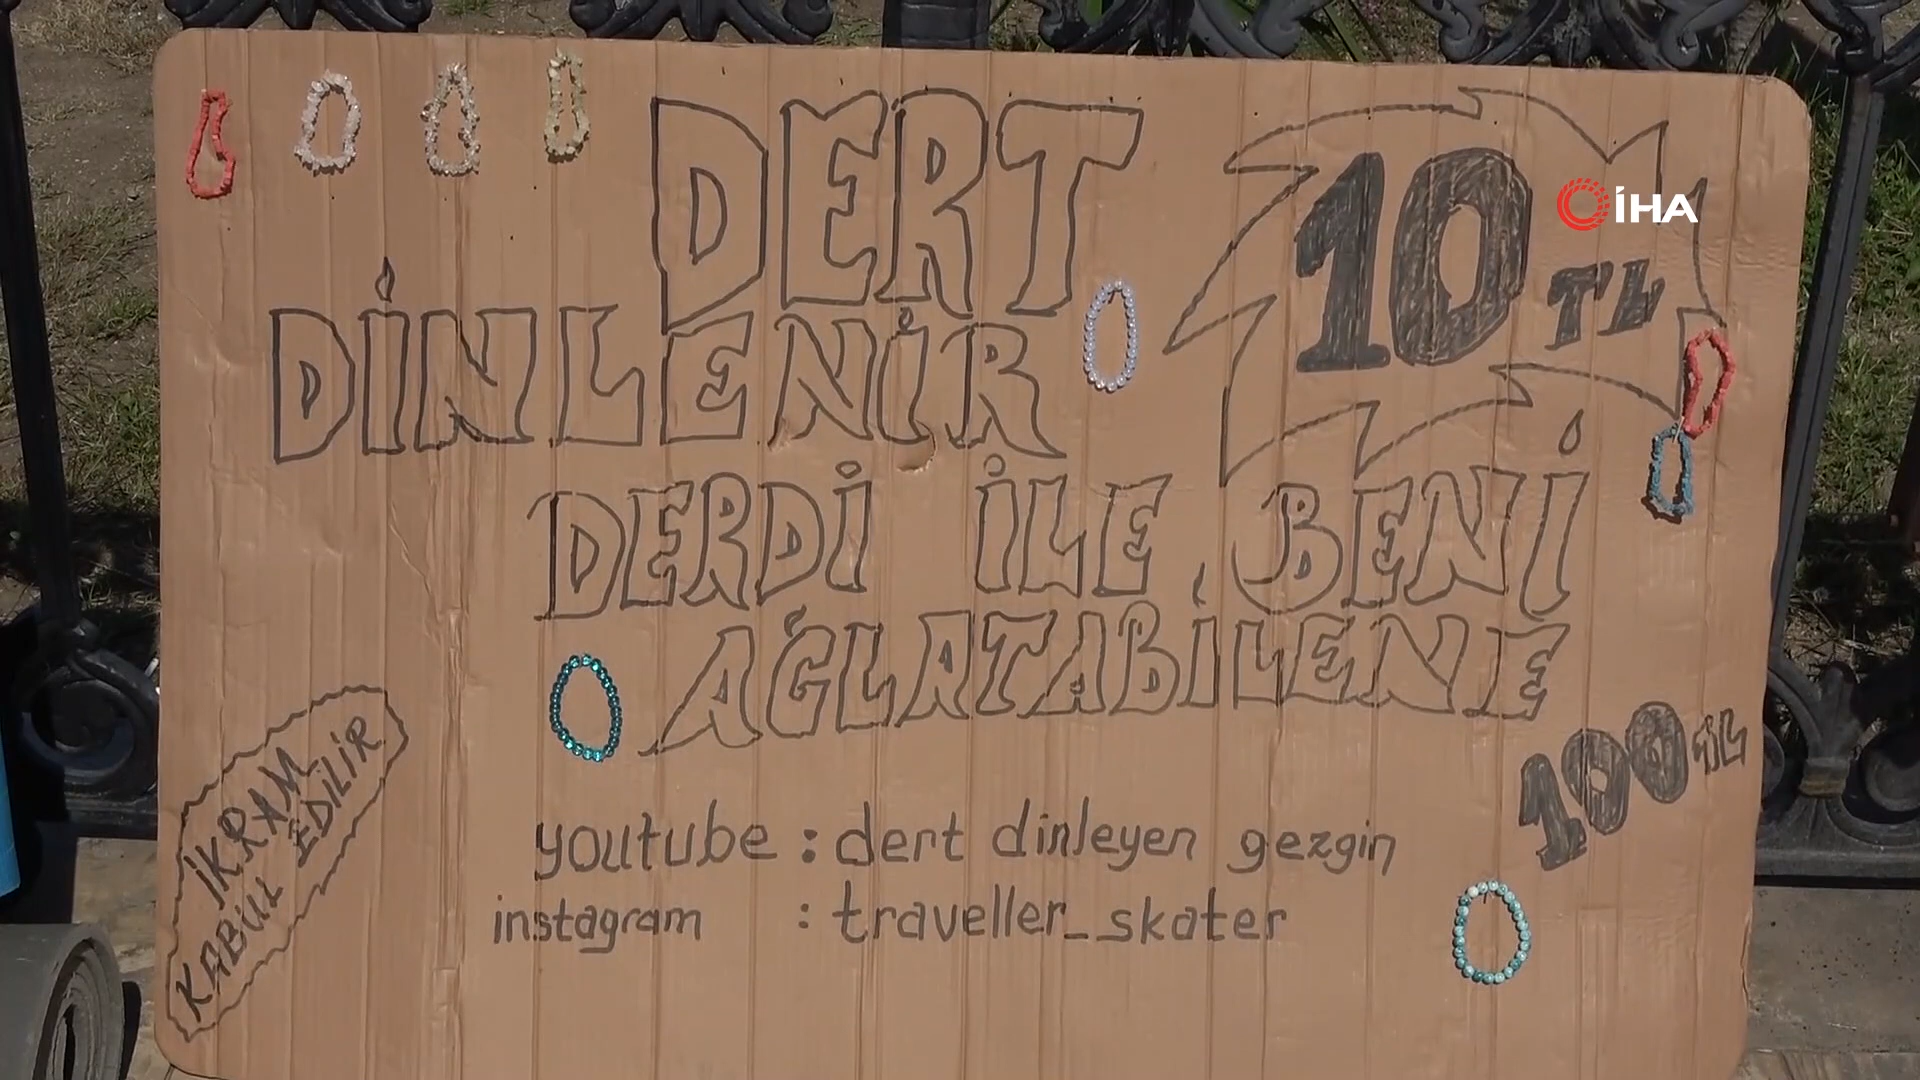 DERT
DİNLENİR
10 TL
İHA
DERDİ İLE BENİ
AĞLATABİLENE
100 TL
İKRAM
KABUL EDİLİR
youtube : dert dinleyen gezgin
instagram : traveller_skater